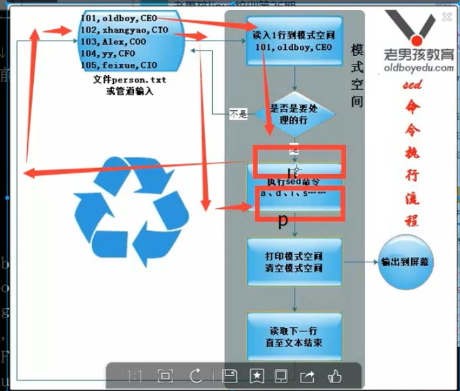 101,oldboy,CEO
102,zhangyao,CTO
103,Alex,COO
104,yy,CFO
105,feixue,CIO
文件person.txt
或管道输入
读入1行到模式空间
101,oldboy,CEO
模式空间
是否是要处
理的行
不是
是
n
执行sed命令
a、d、i、s……
p
打印模式空间
清空模式空间
输出到屏幕
读取下一行
直至文本结束
老男孩教育
oldboyedu.com
sed
命
令
执
行
流
程
1:1